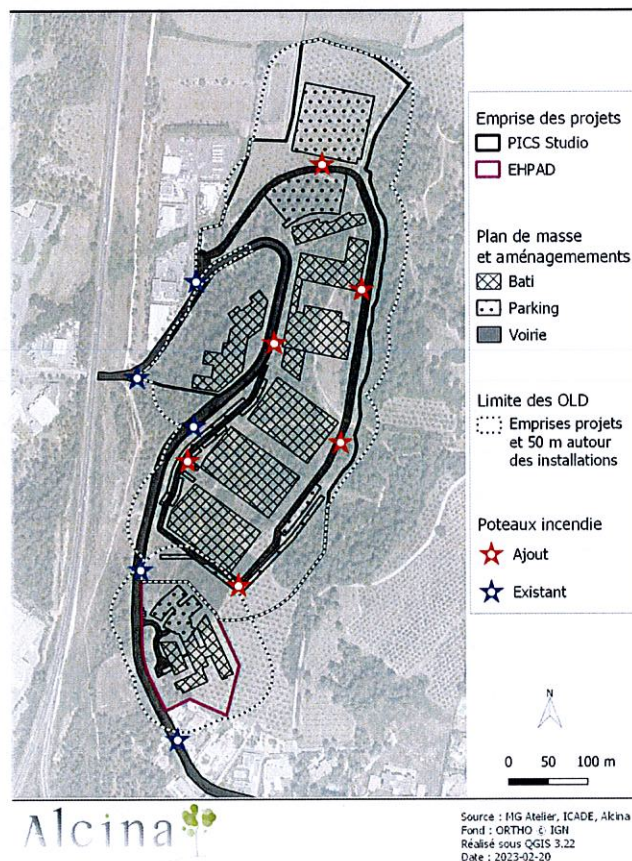 Emprise des projets
PICS Studio
EHPAD
Plan de masse
et aménagemements
Bati
Parking
Voirie
Limite des OLD
Emprises projets
et 50 m autour
des installations
Poteaux incendie
Ajout
Existant
N
0 50 100 m
Alcina
Source : MG Atelier, ICADE, Alcina
Fond : ORTHO © IGN
Réalisé sous QGIS 3.22
Date : 2023-02-20